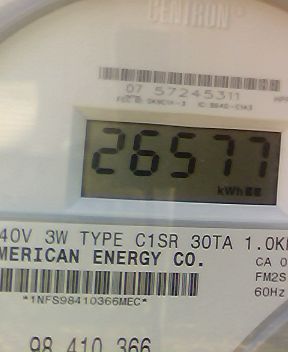 CENTRON®
07 57245311
26577
kWh
40V 3W TYPE C1SR 30TA 1.0K
MERICAN ENERGY CO.
CA 0
FM2S
*1NFS98410366MEC*
60Hz
98 410 366